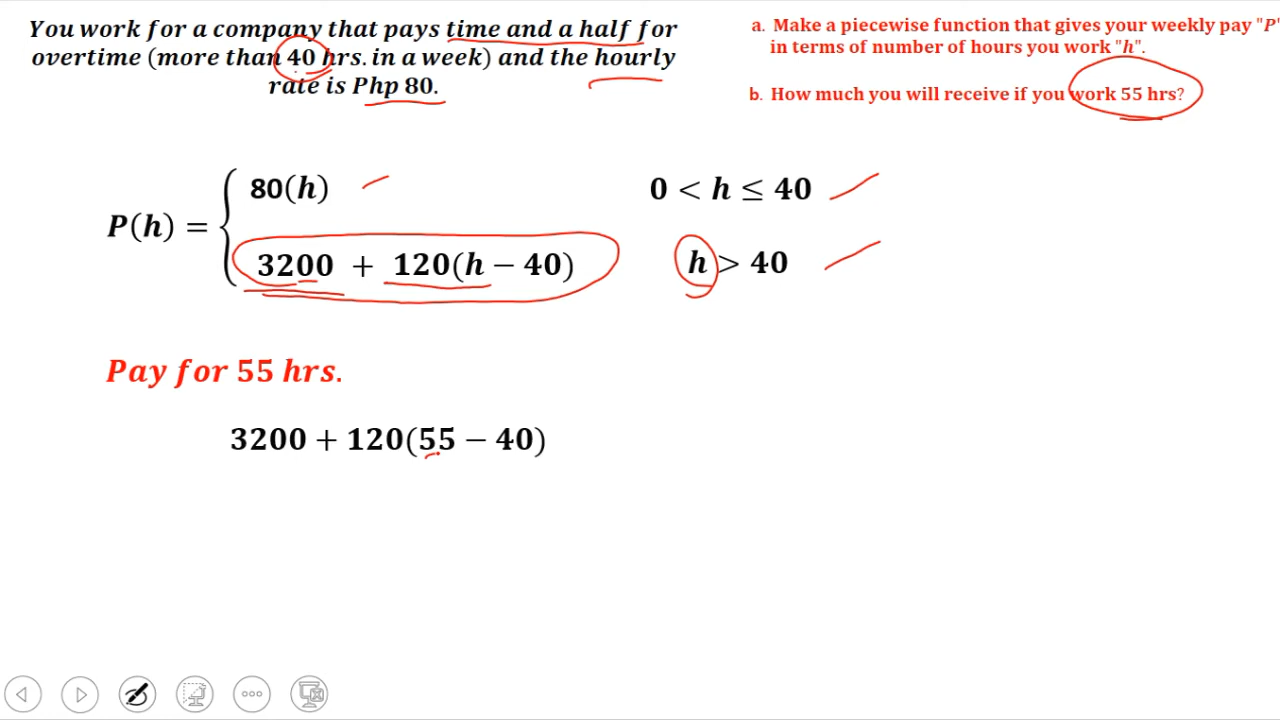 You work for a company that pays time and a half for
overtime (more than 40 hrs. in a week) and the hourly
rate is Php 80.
a. Make a piecewise function that gives your weekly pay "P"
in terms of number of hours you work "h".
b. How much you will receive if you work 55 hrs?
P(h) = {
80(h) 0 < h ≤ 40
3200 + 120(h − 40) h > 40
Pay for 55 hrs.
3200 + 120(55 − 40)